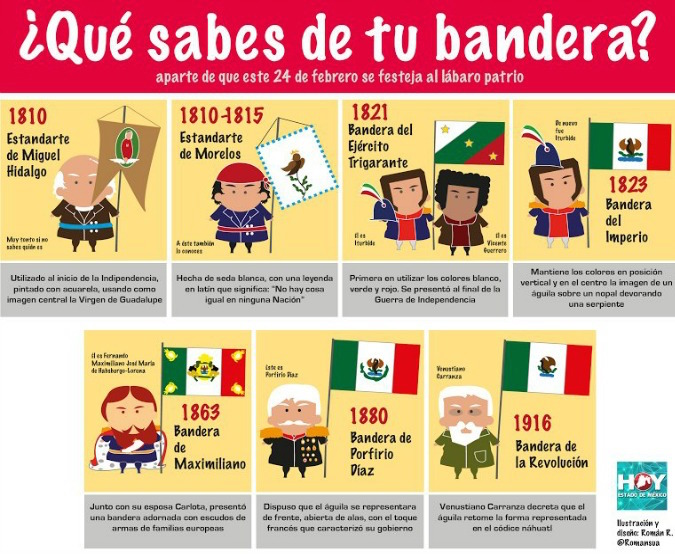 ¿Qué sabes de tu bandera?
aparte de que este 24 de febrero se festeja al lábaro patrio
1810
Estandarte
de Miguel
Hidalgo
Muy tonto si no
sabes quién es
Utilizado al inicio de la Indipendencia,
pintado con acuarela, usando como
imagen central la Virgen de Guadalupe
1810-1815
Estandarte
de Morelos
A éste también
lo conoces
Hecha de seda blanca, con una leyenda
en latín que significa: "No hay cosa
igual en ninguna Nación"
1821
Bandera del
Ejército
Trigarante
él es
Iturbide
él es
Vicente
Guerrero
Primera en utilizar los colores blanco,
verde y rojo. Se presentó al final de la
Guerra de Independencia
De nuevo
fue
Iturbide
1823
Bandera
del
Imperio
Mantiene los colores en posición
vertical y en el centro la imagen de un
águila sobre un nopal devorando
una serpiente
él es Fernando
Maximiliano José María
de Habsburgo-Lorena
1863
Bandera
de
Maximiliano
Junto con su esposa Carlota, presentó
una bandera adornada con escudos de
armas de familias europeas
éste es
Porfirio Díaz
1880
Bandera de
Porfirio
Díaz
Dispuso que el águila se representara
de frente, abierta de alas, con el toque
francés que caracterizó su gobierno
Venustiano
Carranza
1916
Bandera de
la Revolución
Venustiano Carranza decreta que el
águila retome la forma representada
en el códice náhuatl
HOY
ESTADO DE MÉXICO
Ilustración y
diseño: Román R.
@Romansua